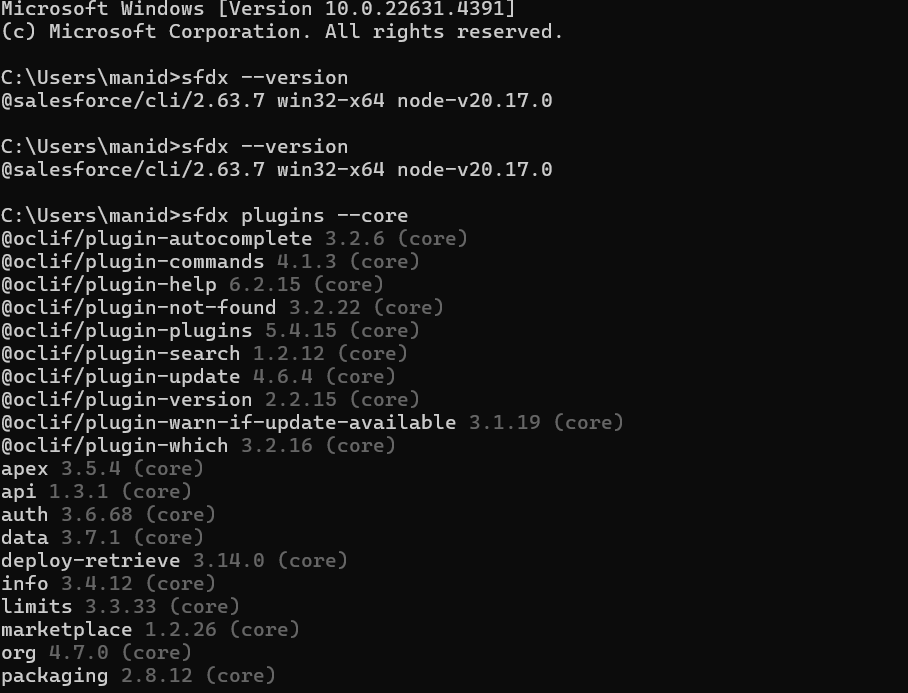 Microsoft Windows [Version 10.0.22631.4391]
(c) Microsoft Corporation. All rights reserved.
C:\Users\manid>sfdx --version
@salesforce/cli/2.63.7 win32-x64 node-v20.17.0
C:\Users\manid>sfdx --version
@salesforce/cli/2.63.7 win32-x64 node-v20.17.0
C:\Users\manid>sfdx plugins --core
@oclif/plugin-autocomplete 3.2.6 (core)
@oclif/plugin-commands 4.1.3 (core)
@oclif/plugin-help 6.2.15 (core)
@oclif/plugin-not-found 3.2.22 (core)
@oclif/plugin-plugins 5.4.15 (core)
@oclif/plugin-search 1.2.12 (core)
@oclif/plugin-update 4.6.4 (core)
@oclif/plugin-version 2.2.15 (core)
@oclif/plugin-warn-if-update-available 3.1.19 (core)
@oclif/plugin-which 3.2.16 (core)
apex 3.5.4 (core)
api 1.3.1 (core)
auth 3.6.68 (core)
data 3.7.1 (core)
deploy-retrieve 3.14.0 (core)
info 3.4.12 (core)
limits 3.3.33 (core)
marketplace 1.2.26 (core)
org 4.7.0 (core)
packaging 2.8.12 (core)